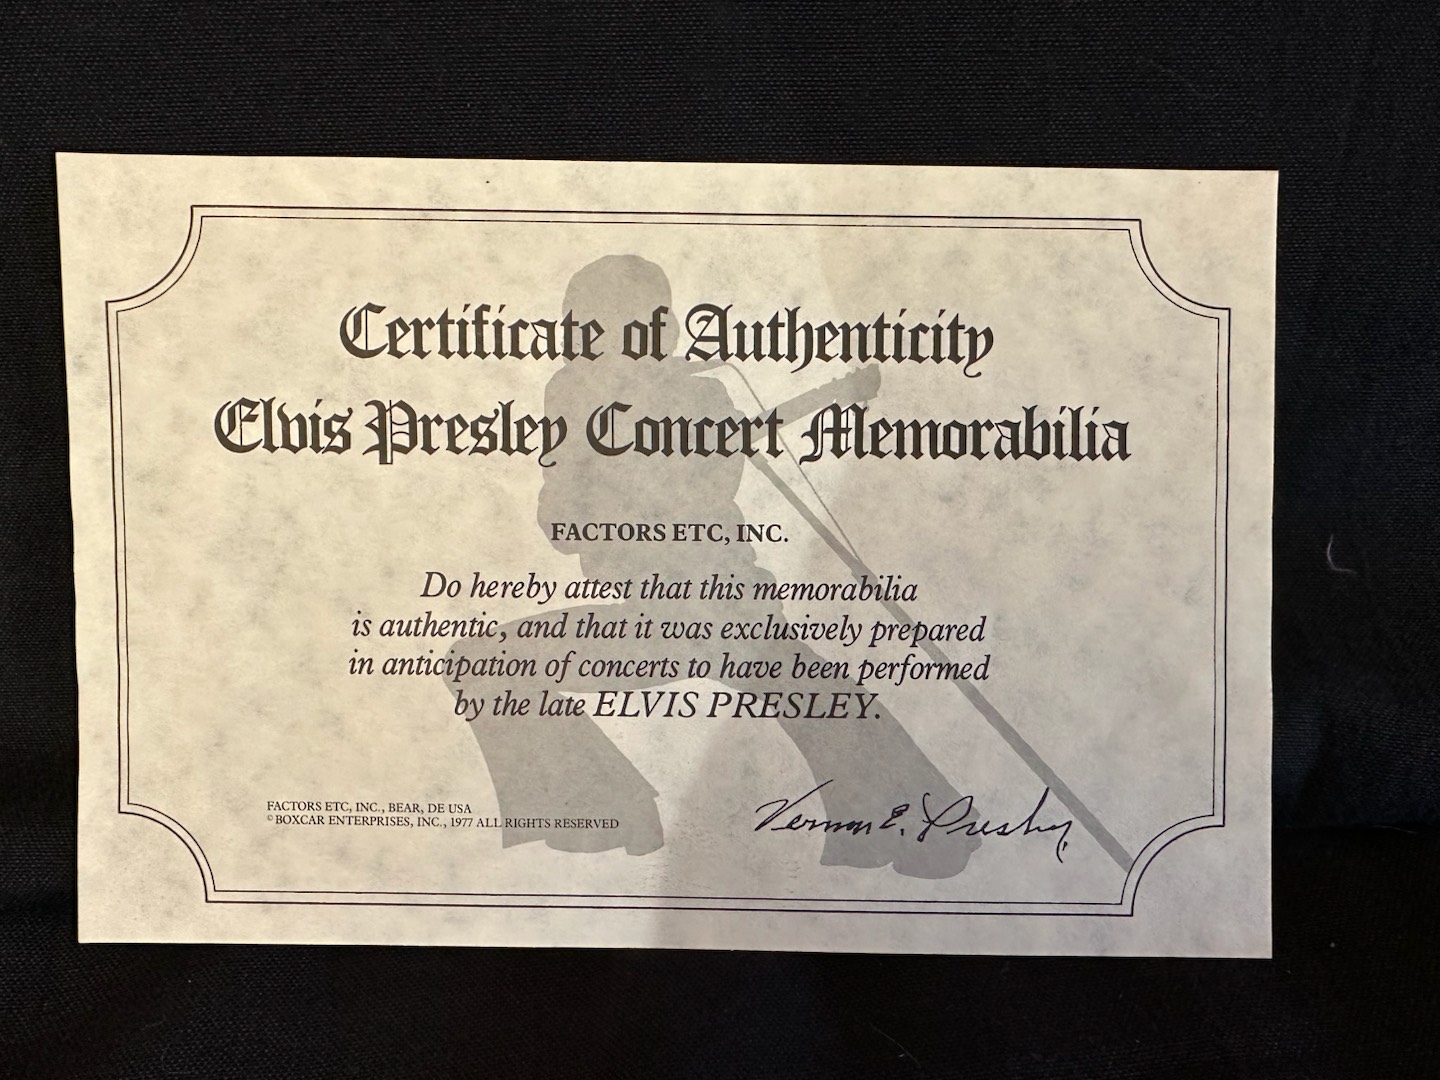 Certificate of Authenticity
Elvis Presley Concert Memorabilia
FACTORS ETC, INC.
Do hereby attest that this memorabilia
is authentic, and that it was exclusively prepared
in anticipation of concerts to have been performed
by the late ELVIS PRESLEY.
FACTORS ETC, INC., BEAR, DE USA
© BOXCAR ENTERPRISES, INC., 1977 ALL RIGHTS RESERVED
Vernon E. Presley